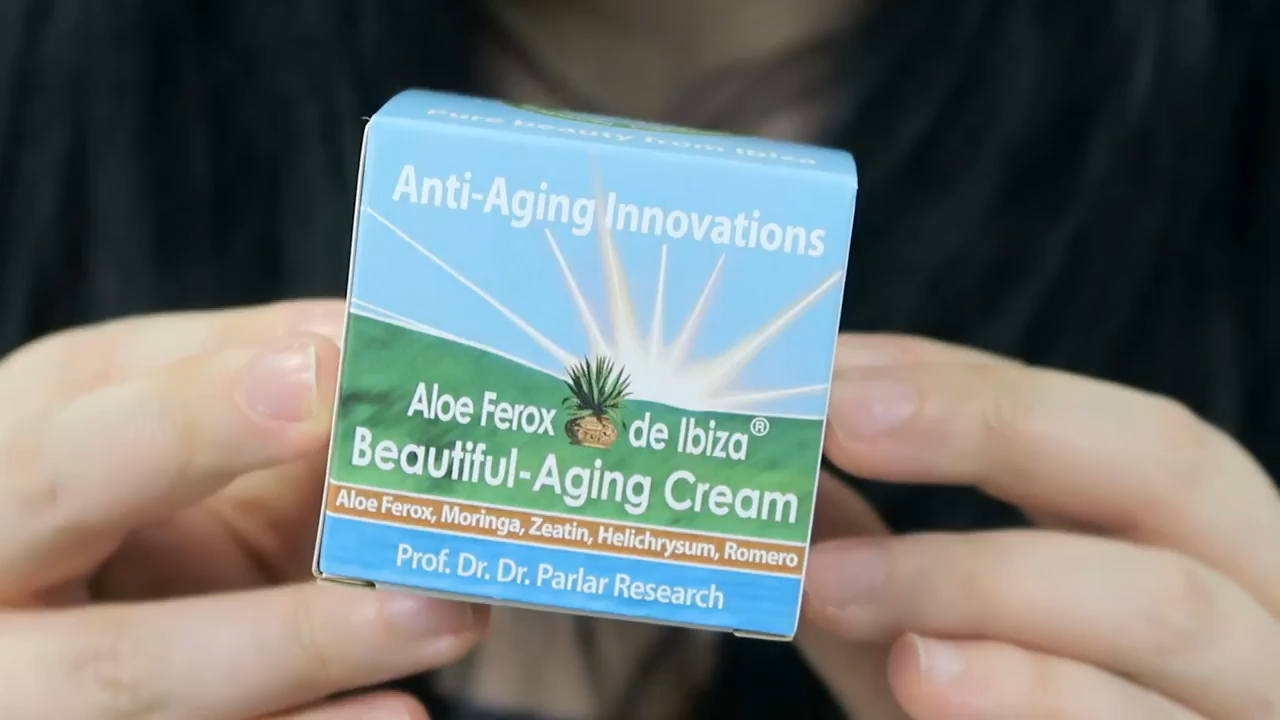 Pure beauty from Ibiza
Anti-Aging Innovations
Aloe Ferox de Ibiza®
Beautiful-Aging Cream
Aloe Ferox, Moringa, Zeatin, Helichrysum, Romero
Prof. Dr. Dr. Parlar Research